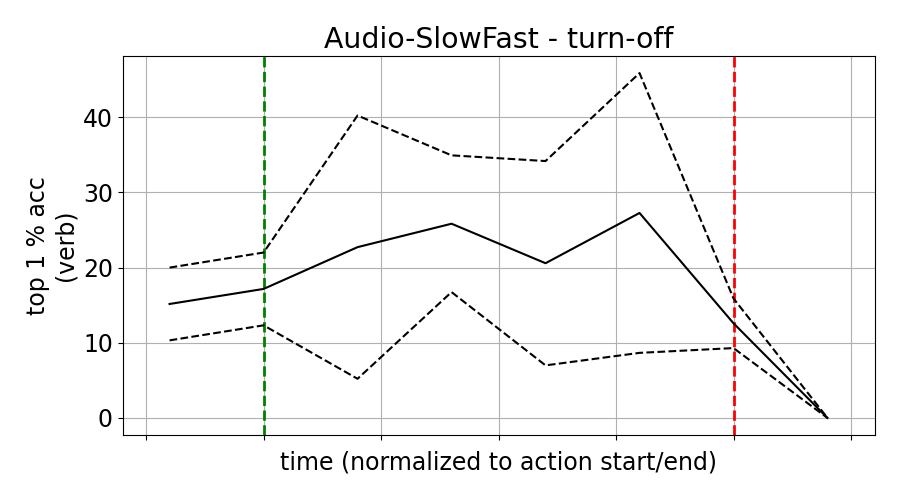 Audio-SlowFast - turn-off
top 1 % acc
(verb)
40
30
20
10
0
time (normalized to action start/end)